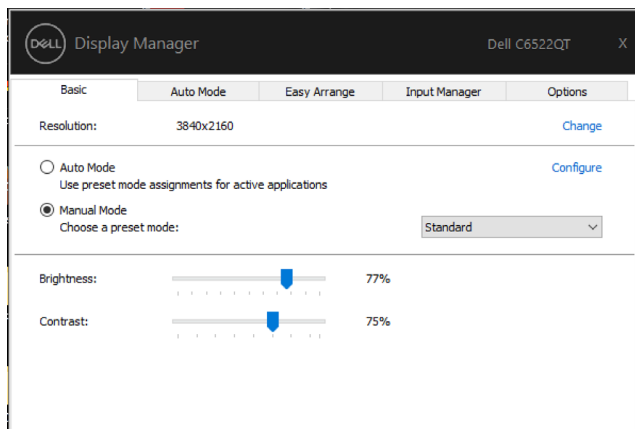 DELL Display Manager Dell C6522QT X
Basic Auto Mode Easy Arrange Input Manager Options
Resolution: 3840x2160 Change
Auto Mode Configure
Use preset mode assignments for active applications
Manual Mode
Choose a preset mode: Standard
Brightness: 77%
Contrast: 75%